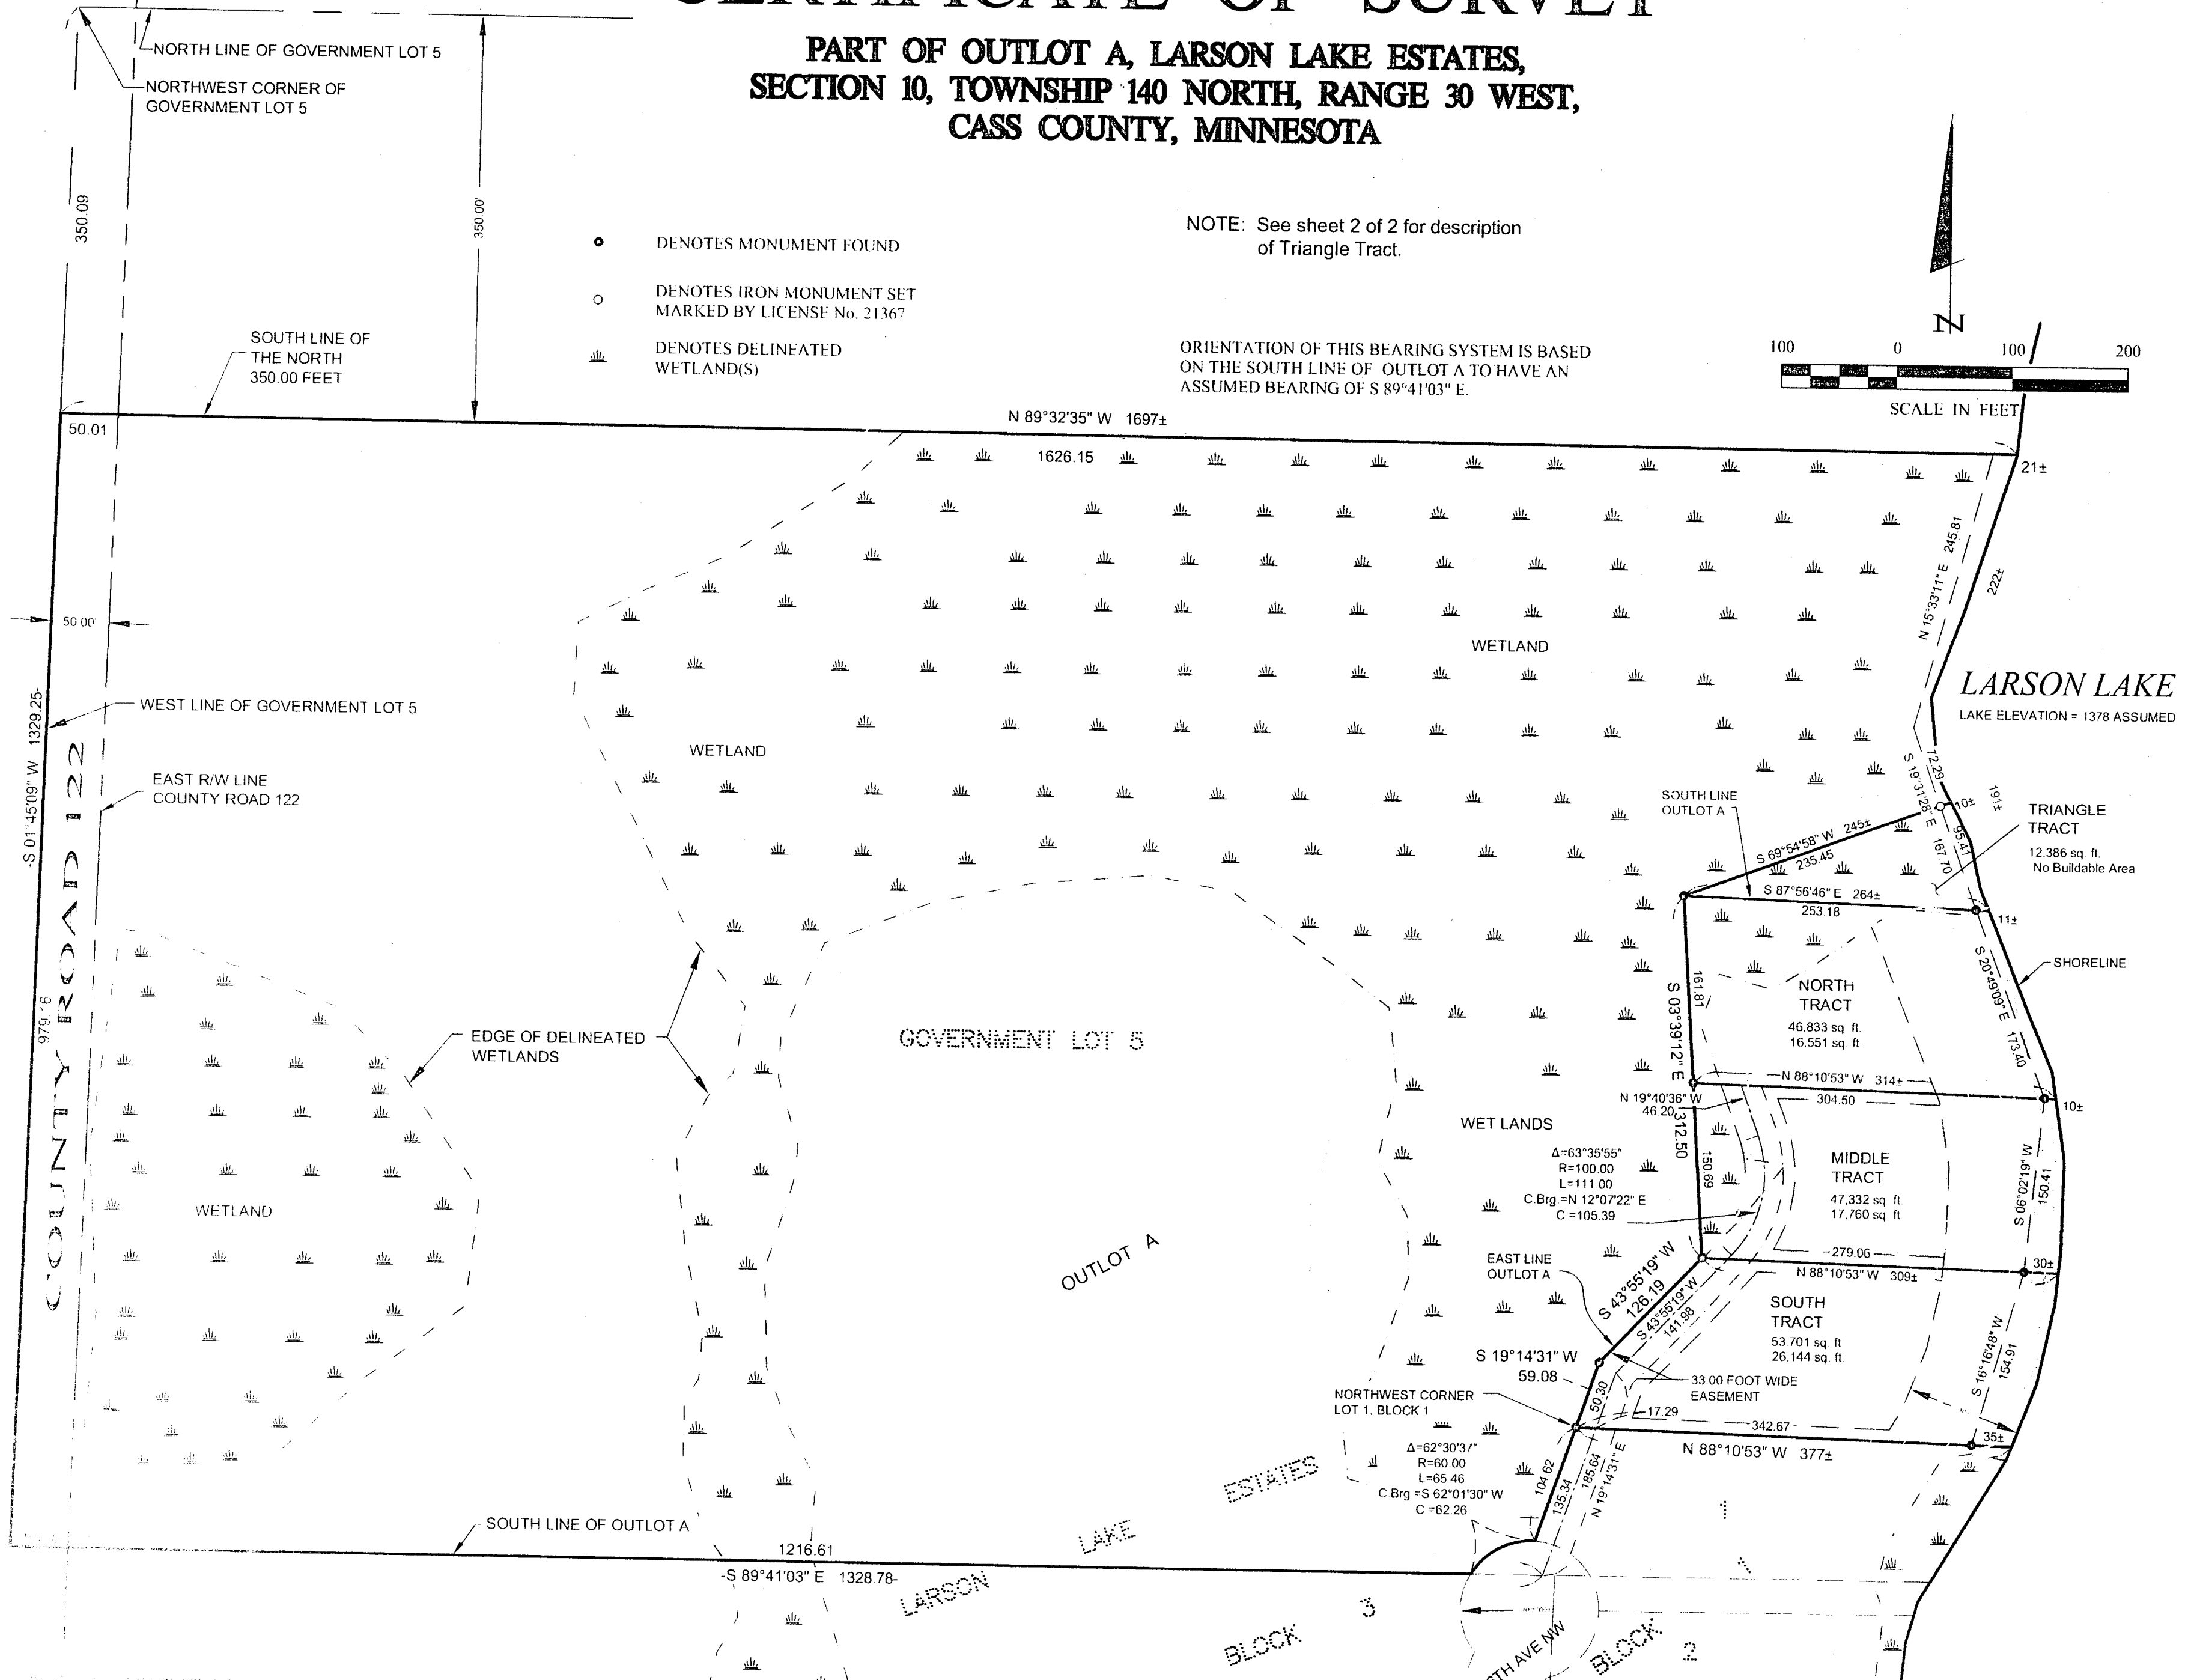 CERTIFICATE OF SURVEY
PART OF OUTLOT A, LARSON LAKE ESTATES,
SECTION 10, TOWNSHIP 140 NORTH, RANGE 30 WEST,
CASS COUNTY, MINNESOTA
NORTH LINE OF GOVERNMENT LOT 5
NORTHWEST CORNER OF
GOVERNMENT LOT 5
350.09
350.00'
DENOTES MONUMENT FOUND
DENOTES IRON MONUMENT SET
MARKED BY LICENSE No. 21367
DENOTES DELINEATED
WETLAND(S)
NOTE: See sheet 2 of 2 for description
of Triangle Tract.
ORIENTATION OF THIS BEARING SYSTEM IS BASED
ON THE SOUTH LINE OF OUTLOT A TO HAVE AN
ASSUMED BEARING OF S 89°41'03" E.
N
100 0 100 200
SCALE IN FEET
SOUTH LINE OF
THE NORTH
350.00 FEET
50.01
N 89°32'35" W 1697±
1626.15
21±
N 15°33'11" E 245.81
222±
50.00'
WETLAND
LARSON LAKE
LAKE ELEVATION = 1378 ASSUMED
-S 01°45'09" W 1329.25-
WEST LINE OF GOVERNMENT LOT 5
WETLAND
EAST R/W LINE
COUNTY ROAD 122
COUNTY ROAD 122
979.16
SOUTH LINE
OUTLOT A
72.29
S 19°31'28" E 167.70
10±
191±
95.41
TRIANGLE
TRACT
12.386 sq. ft.
No Buildable Area
S 69°54'58" W 245±
235.45
S 87°56'46" E 264±
253.18
11±
SHORELINE
S 20°49'09" E 173.40
161.81
S 03°39'12" E
312.50
NORTH
TRACT
46,833 sq. ft.
16.551 sq. ft
EDGE OF DELINEATED
WETLANDS
GOVERNMENT LOT 5
N 88°10'53" W 314±
304.50
10±
N 19°40'36" W
46.20
WET LANDS
Δ=63°35'55"
R=100.00
L=111.00
C.Brg.=N 12°07'22" E
C.=105.39
150.69
MIDDLE
TRACT
47,332 sq. ft.
17,760 sq. ft
S 06°02'19" W
150.41
WETLAND
OUTLOT A
EAST LINE
OUTLOT A
279.06
N 88°10'53" W 309±
30±
S 43°55'19" W
126.19
S 43°55'19" W
141.98
SOUTH
TRACT
53.701 sq. ft
26,144 sq. ft.
S 16°16'48" W
154.91
S 19°14'31" W
59.08
33.00 FOOT WIDE
EASEMENT
NORTHWEST CORNER
LOT 1, BLOCK 1
50.30
17.29
342.67
N 88°10'53" W 377±
35±
Δ=62°30'37"
R=60.00
L=65.46
C.Brg.=S 62°01'30" W
C =62.26
104.62
135.34
185.64
N 19°14'31" E
1
SOUTH LINE OF OUTLOT A
1216.61
-S 89°41'03" E 1328.78-
LARSON
LAKE
ESTATES
BLOCK 3
BLOCK 2
TH AVE NW